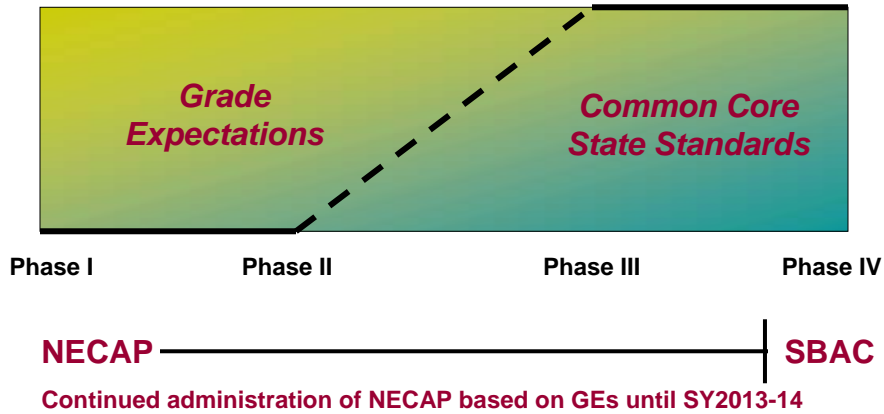 Grade
Expectations
Common Core
State Standards
Phase I
Phase II
Phase III
Phase IV
NECAP
SBAC
Continued administration of NECAP based on GEs until SY2013-14